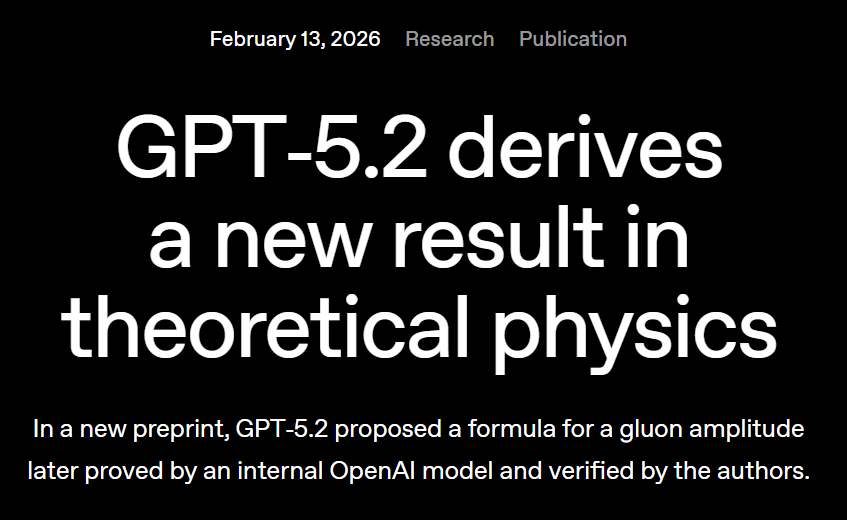 February 13, 2026 Research Publication
GPT-5.2 derives
a new result in
theoretical physics
In a new preprint, GPT-5.2 proposed a formula for a gluon amplitude
later proved by an internal OpenAI model and verified by the authors.